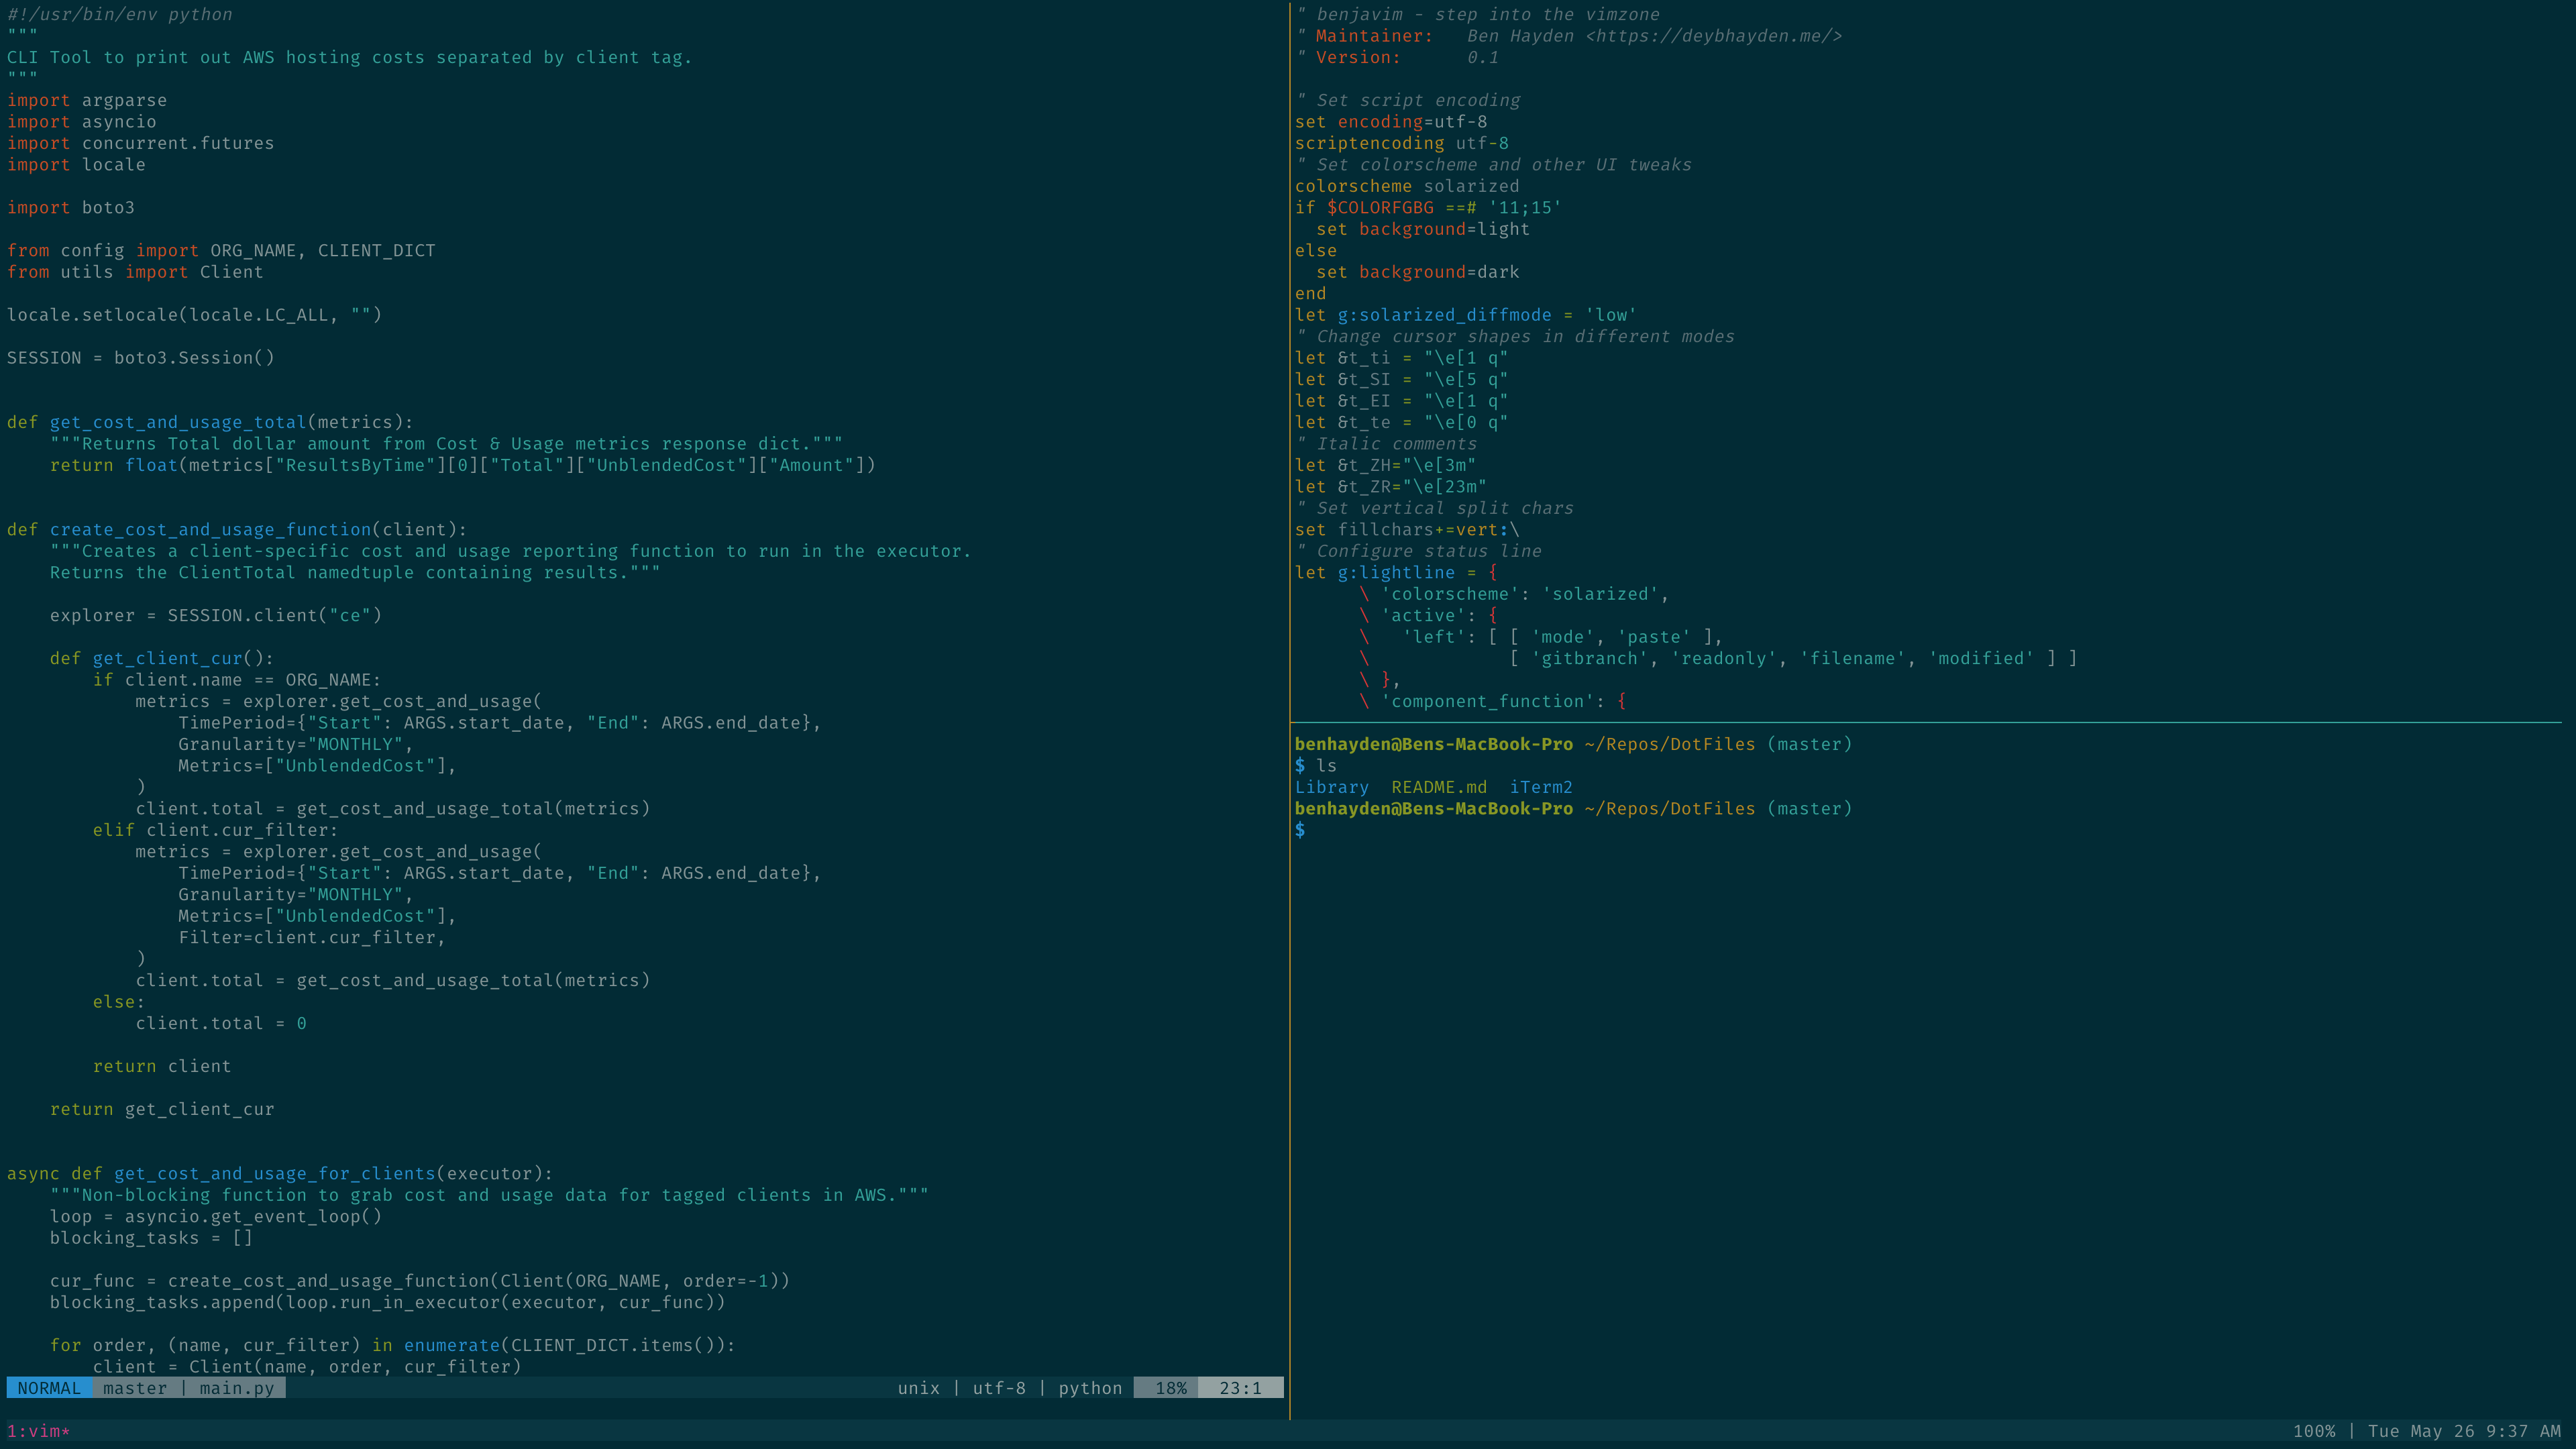 #!/usr/bin/env python
"""
CLI Tool to print out AWS hosting costs separated by client tag.
"""
import argparse
import asyncio
import concurrent.futures
import locale

import boto3

from config import ORG_NAME, CLIENT_DICT
from utils import Client

locale.setlocale(locale.LC_ALL, "")

SESSION = boto3.Session()


def get_cost_and_usage_total(metrics):
    """Returns Total dollar amount from Cost & Usage metrics response dict."""
    return float(metrics["ResultsByTime"][0]["Total"]["UnblendedCost"]["Amount"])


def create_cost_and_usage_function(client):
    """Creates a client-specific cost and usage reporting function to run in the executor.
    Returns the ClientTotal namedtuple containing results."""

    explorer = SESSION.client("ce")

    def get_client_cur():
        if client.name == ORG_NAME:
            metrics = explorer.get_cost_and_usage(
                TimePeriod={"Start": ARGS.start_date, "End": ARGS.end_date},
                Granularity="MONTHLY",
                Metrics=["UnblendedCost"],
            )
            client.total = get_cost_and_usage_total(metrics)
        elif client.cur_filter:
            metrics = explorer.get_cost_and_usage(
                TimePeriod={"Start": ARGS.start_date, "End": ARGS.end_date},
                Granularity="MONTHLY",
                Metrics=["UnblendedCost"],
                Filter=client.cur_filter,
            )
            client.total = get_cost_and_usage_total(metrics)
        else:
            client.total = 0

        return client

    return get_client_cur


async def get_cost_and_usage_for_clients(executor):
    """Non-blocking function to grab cost and usage data for tagged clients in AWS."""
    loop = asyncio.get_event_loop()
    blocking_tasks = []

    cur_func = create_cost_and_usage_function(Client(ORG_NAME, order=-1))
    blocking_tasks.append(loop.run_in_executor(executor, cur_func))

    for order, (name, cur_filter) in enumerate(CLIENT_DICT.items()):
        client = Client(name, order, cur_filter)
NORMAL master | main.py unix | utf-8 | python 18% 23:1
" benjavim - step into the vimzone
" Maintainer:   Ben Hayden <https://deybhayden.me/>
" Version:      0.1

" Set script encoding
set encoding=utf-8
scriptencoding utf-8
" Set colorscheme and other UI tweaks
colorscheme solarized
if $COLORFGBG ==# '11;15'
  set background=light
else
  set background=dark
end
let g:solarized_diffmode = 'low'
" Change cursor shapes in different modes
let &t_ti = "\e[1 q"
let &t_SI = "\e[5 q"
let &t_EI = "\e[1 q"
let &t_te = "\e[0 q"
" Italic comments
let &t_ZH="\e[3m"
let &t_ZR="\e[23m"
" Set vertical split chars
set fillchars+=vert:\
" Configure status line
let g:lightline = {
      \ 'colorscheme': 'solarized',
      \ 'active': {
      \   'left': [ [ 'mode', 'paste' ],
      \             [ 'gitbranch', 'readonly', 'filename', 'modified' ] ]
      \ },
      \ 'component_function': {
benhayden@Bens-MacBook-Pro ~/Repos/DotFiles (master)
$ ls
Library  README.md  iTerm2
benhayden@Bens-MacBook-Pro ~/Repos/DotFiles (master)
$
1:vim* 100% | Tue May 26 9:37 AM